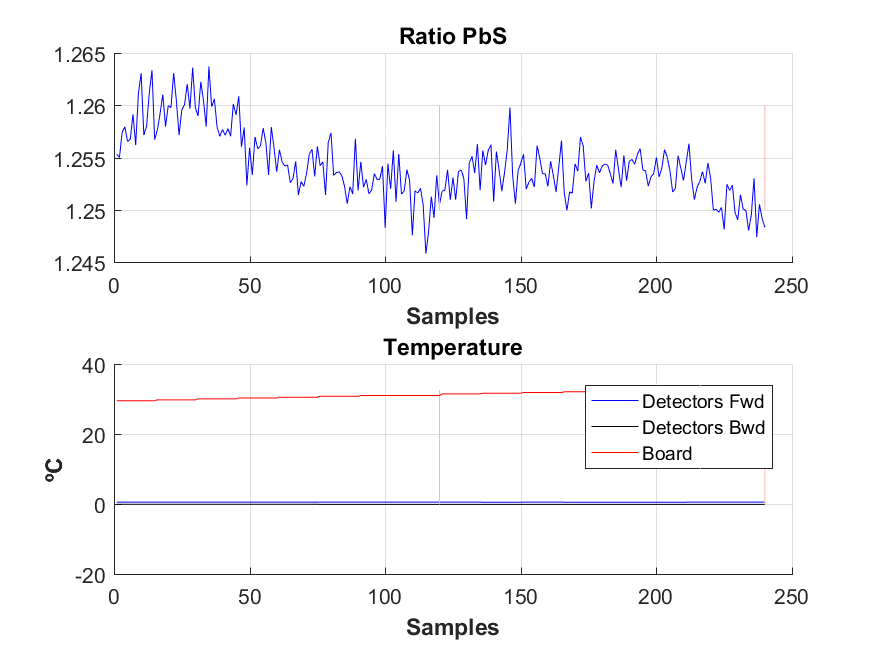 Ratio PbS
1.265
1.26
1.255
1.25
1.245
0 50 100 150 200 250
Samples
Temperature
ºC
40
20
0
-20
Detectors Fwd
Detectors Bwd
Board
0 50 100 150 200 250
Samples